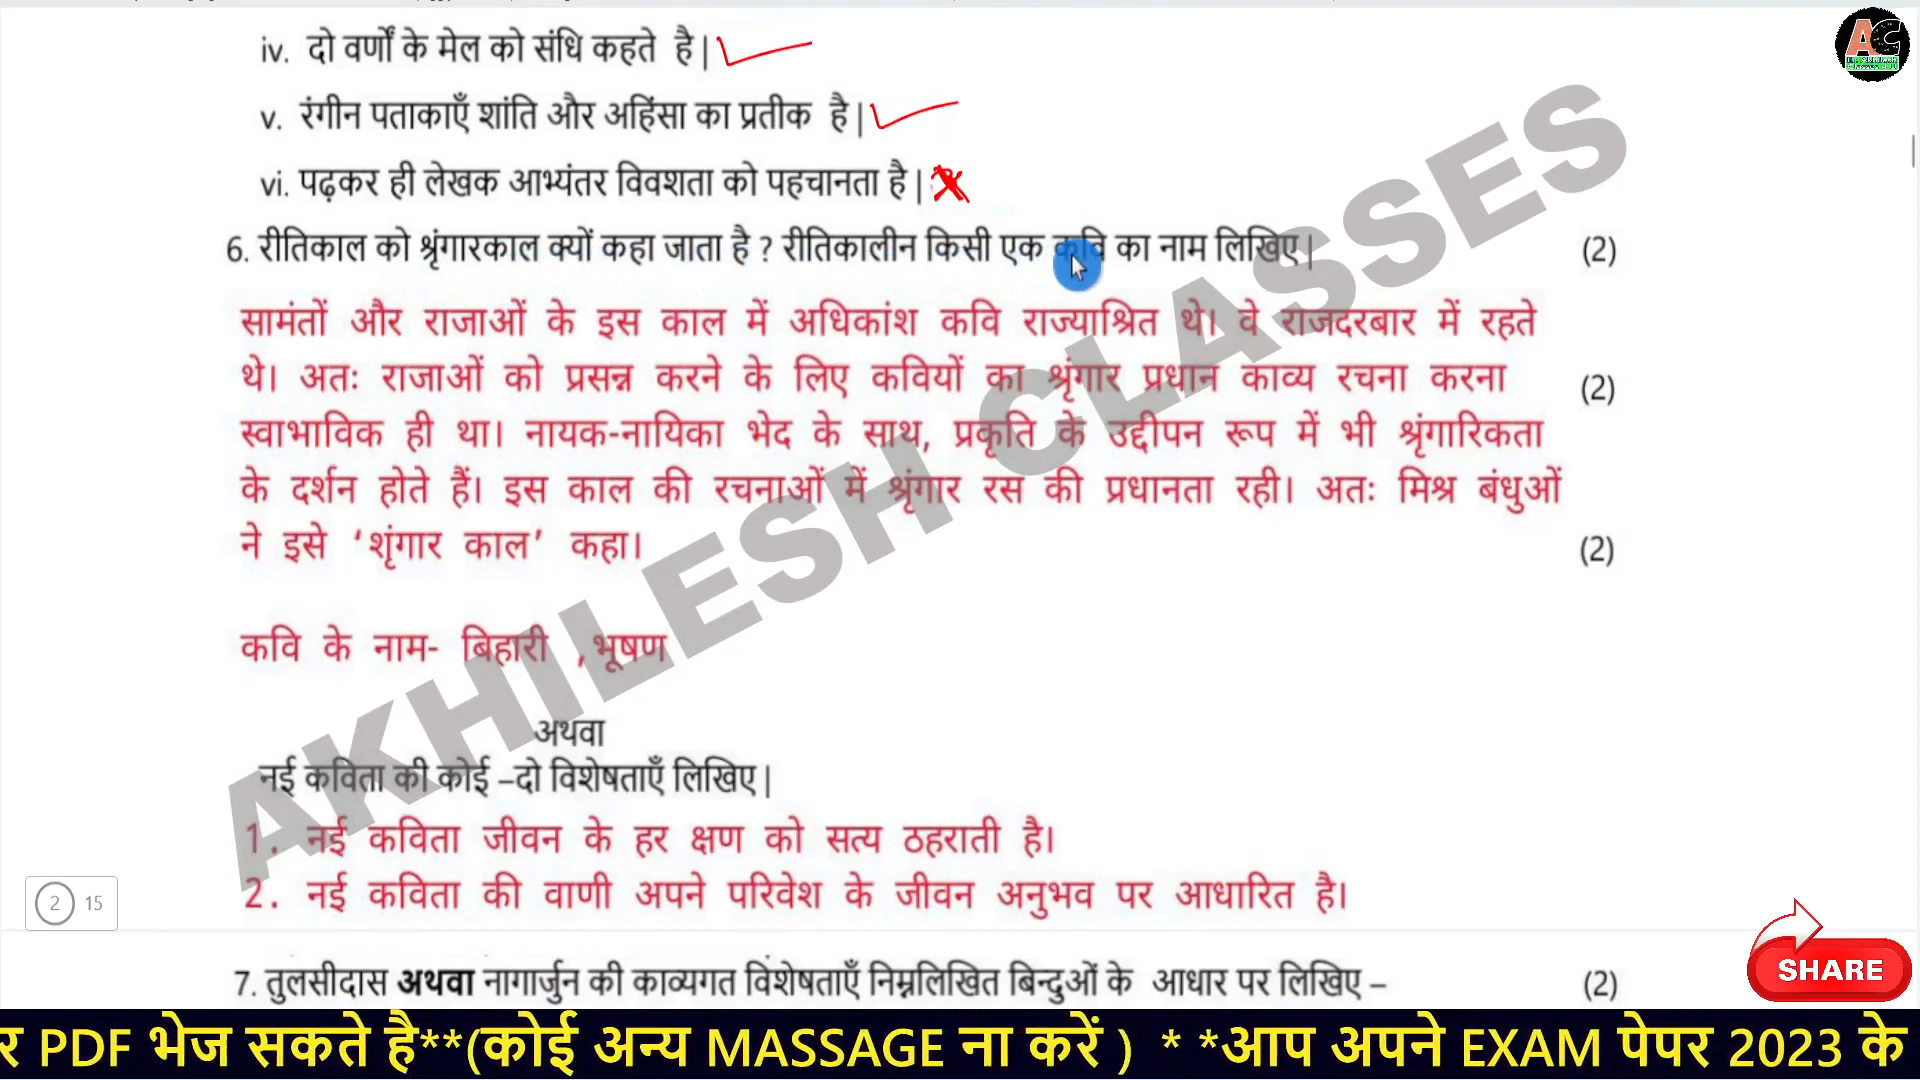 iv. दो वर्णों के मेल को संधि कहते है|
v. रंगीन पताकाएँ शांति और अहिंसा का प्रतीक है|
vi. पढ़कर ही लेखक आभ्यंतर विवशता को पहचानता है|
6. रीतिकाल को श्रृंगारकाल क्यों कहा जाता है ? रीतिकालीन किसी एक कवि का नाम लिखिए| (2)
सामंतों और राजाओं के इस काल में अधिकांश कवि राज्याश्रित थे। वे राजदरबार में रहते
थे। अतः राजाओं को प्रसन्न करने के लिए कवियों का श्रृंगार प्रधान काव्य रचना करना (2)
स्वाभाविक ही था। नायक-नायिका भेद के साथ, प्रकृति के उद्दीपन रूप में भी श्रृंगारिकता
के दर्शन होते हैं। इस काल की रचनाओं में श्रृंगार रस की प्रधानता रही। अतः मिश्र बंधुओं
ने इसे ‘शृंगार काल’ कहा। (2)
कवि के नाम- बिहारी ,भूषण
अथवा
नई कविता की कोई –दो विशेषताएँ लिखिए|
1. नई कविता जीवन के हर क्षण को सत्य ठहराती है।
2. नई कविता की वाणी अपने परिवेश के जीवन अनुभव पर आधारित है।
2 15
7. तुलसीदास अथवा नागार्जुन की काव्यगत विशेषताएँ निम्नलिखित बिन्दुओं के आधार पर लिखिए – (2)
SHARE
र PDF भेज सकते है**(कोई अन्य MASSAGE ना करें ) * *आप अपने EXAM पेपर 2023 के
AKHILESH CLASSES
AC